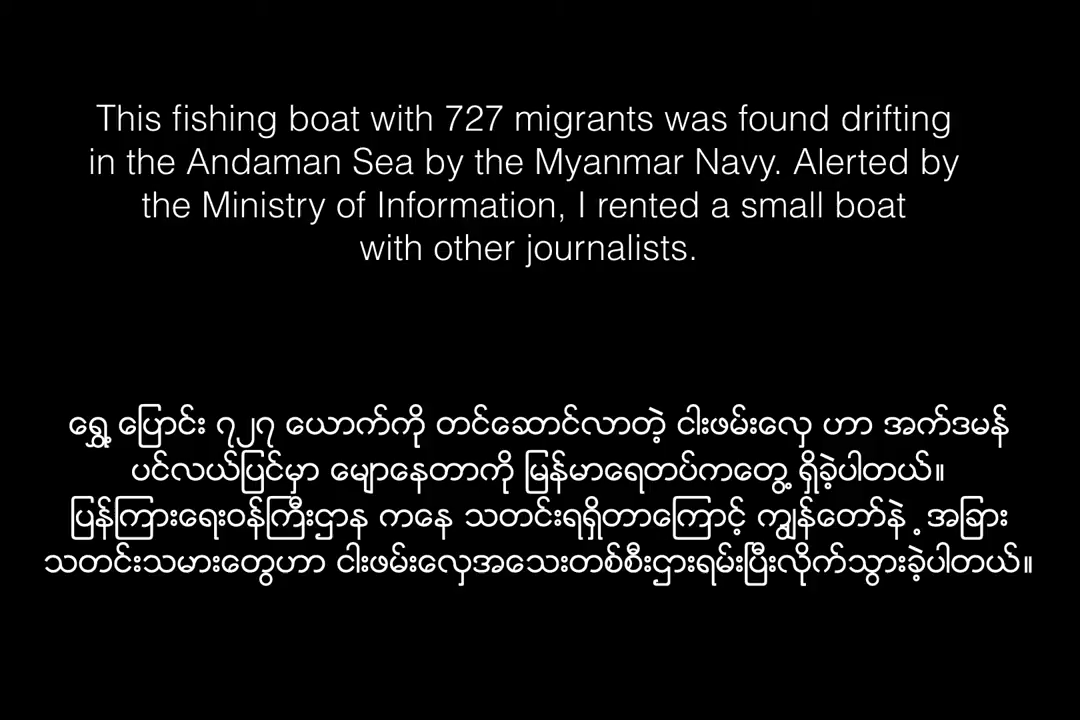 This fishing boat with 727 migrants was found drifting
in the Andaman Sea by the Myanmar Navy. Alerted by
the Ministry of Information, I rented a small boat
with other journalists.
ရွှေ့ ပြောင်း ၇၂၇ ယောက်ကို တင်ဆောင်လာတဲ့ ငါးဖမ်းလှေ ဟာ အက်ဒမန်
ပင်လယ်ပြင်မှာ မျောနေတာကို မြန်မာရေတပ်ကတွေ့ ရှိခဲ့ပါတယ်။
ပြန်ကြားရေးဝန်ကြီးဌာန ကနေ သတင်းရရှိတာကြောင့် ကျွန်တော်နဲ ့ အခြား
သတင်းသမားတွေဟာ ငါးဖမ်းလှေအသေးတစ်စီးငှားရမ်းပြီးလိုက်သွားခဲ့ပါတယ်။